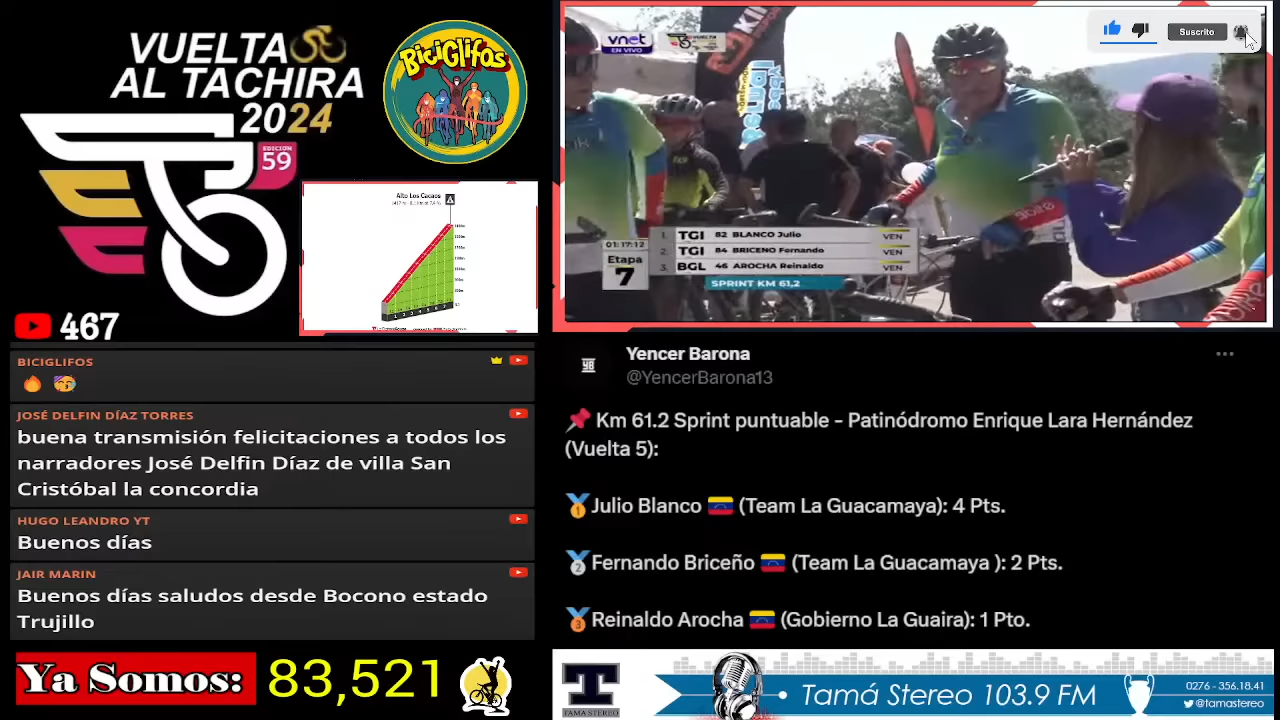 VUELTA
AL TACHIRA
2024
EDICION
59
BiciGlifos
467
Alto Los Cacaos
BICIGLIFOS
🔥 🥳
JOSÉ DELFIN DÍAZ TORRES
buena transmisión felicitaciones a todos los
narradores José Delfin Díaz de villa San
Cristóbal la concordia
HUGO LEANDRO YT
Buenos días
JAIR MARIN
Buenos días saludos desde Bocono estado
Trujillo
Ya Somos: 83,521
vnet
EN VIVO
Suscrito
01:17:12
Etapa
7
1. TGI 82 BLANCO Julio VEN
2. TGI 84 BRICENO Fernando VEN
3. BGL 46 AROCHA Reinaldo VEN
SPRINT KM 61,2
Yencer Barona
@YencerBarona13
📌 Km 61.2 Sprint puntuable - Patinódromo Enrique Lara Hernández
(Vuelta 5):
🥇Julio Blanco 🇻🇪 (Team La Guacamaya): 4 Pts.
🥈Fernando Briceño 🇻🇪 (Team La Guacamaya ): 2 Pts.
🥉Reinaldo Arocha 🇻🇪 (Gobierno La Guaira): 1 Pto.
T
TAMA STEREO
Tamá Stereo 103.9 FM
0276 - 356.18.41
@tamastereo